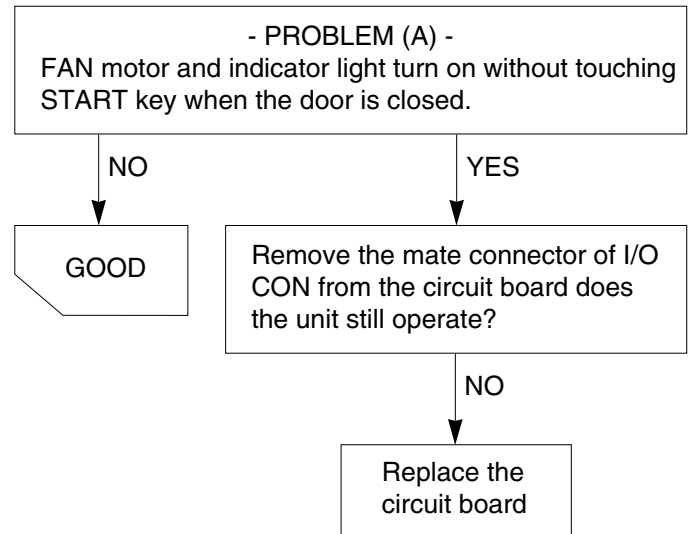 - PROBLEM (A) -
FAN motor and indicator light turn on without touching
START key when the door is closed.
NO
YES
GOOD
Remove the mate connector of I/O
CON from the circuit board does
the unit still operate?
NO
Replace the
circuit board